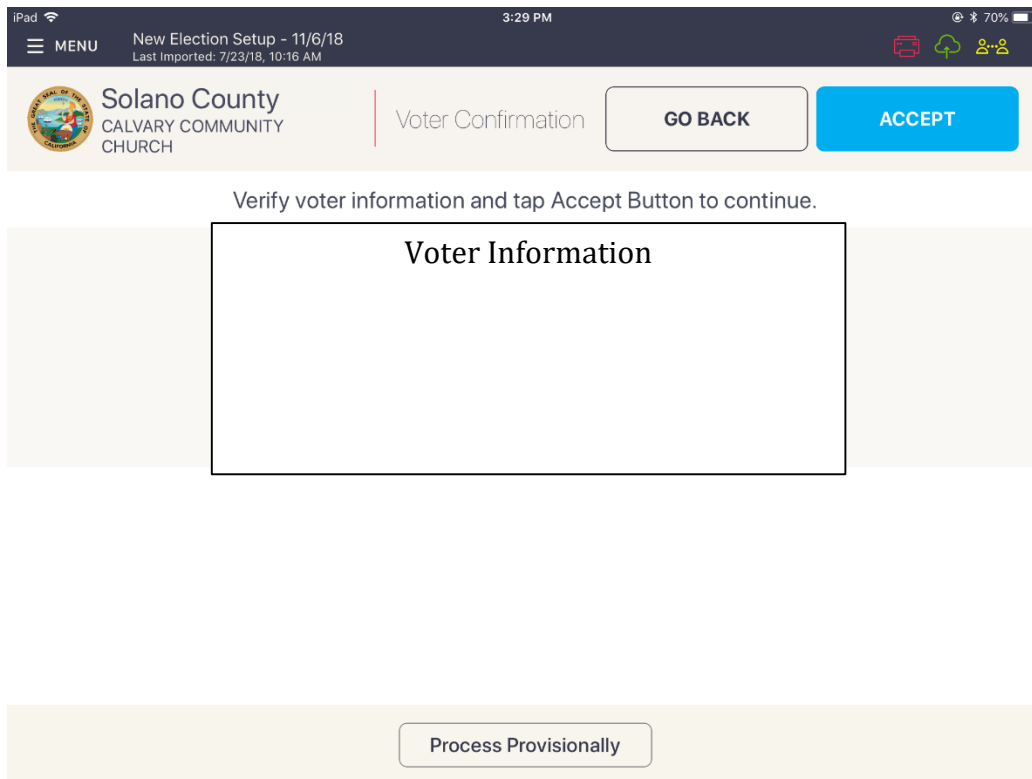 iPad
3:29 PM
70%
MENU
New Election Setup - 11/6/18
Last Imported: 7/23/18, 10:16 AM
Solano County
CALVARY COMMUNITY
CHURCH
Voter Confirmation
GO BACK
ACCEPT
Verify voter information and tap Accept Button to continue.
Voter Information
Process Provisionally